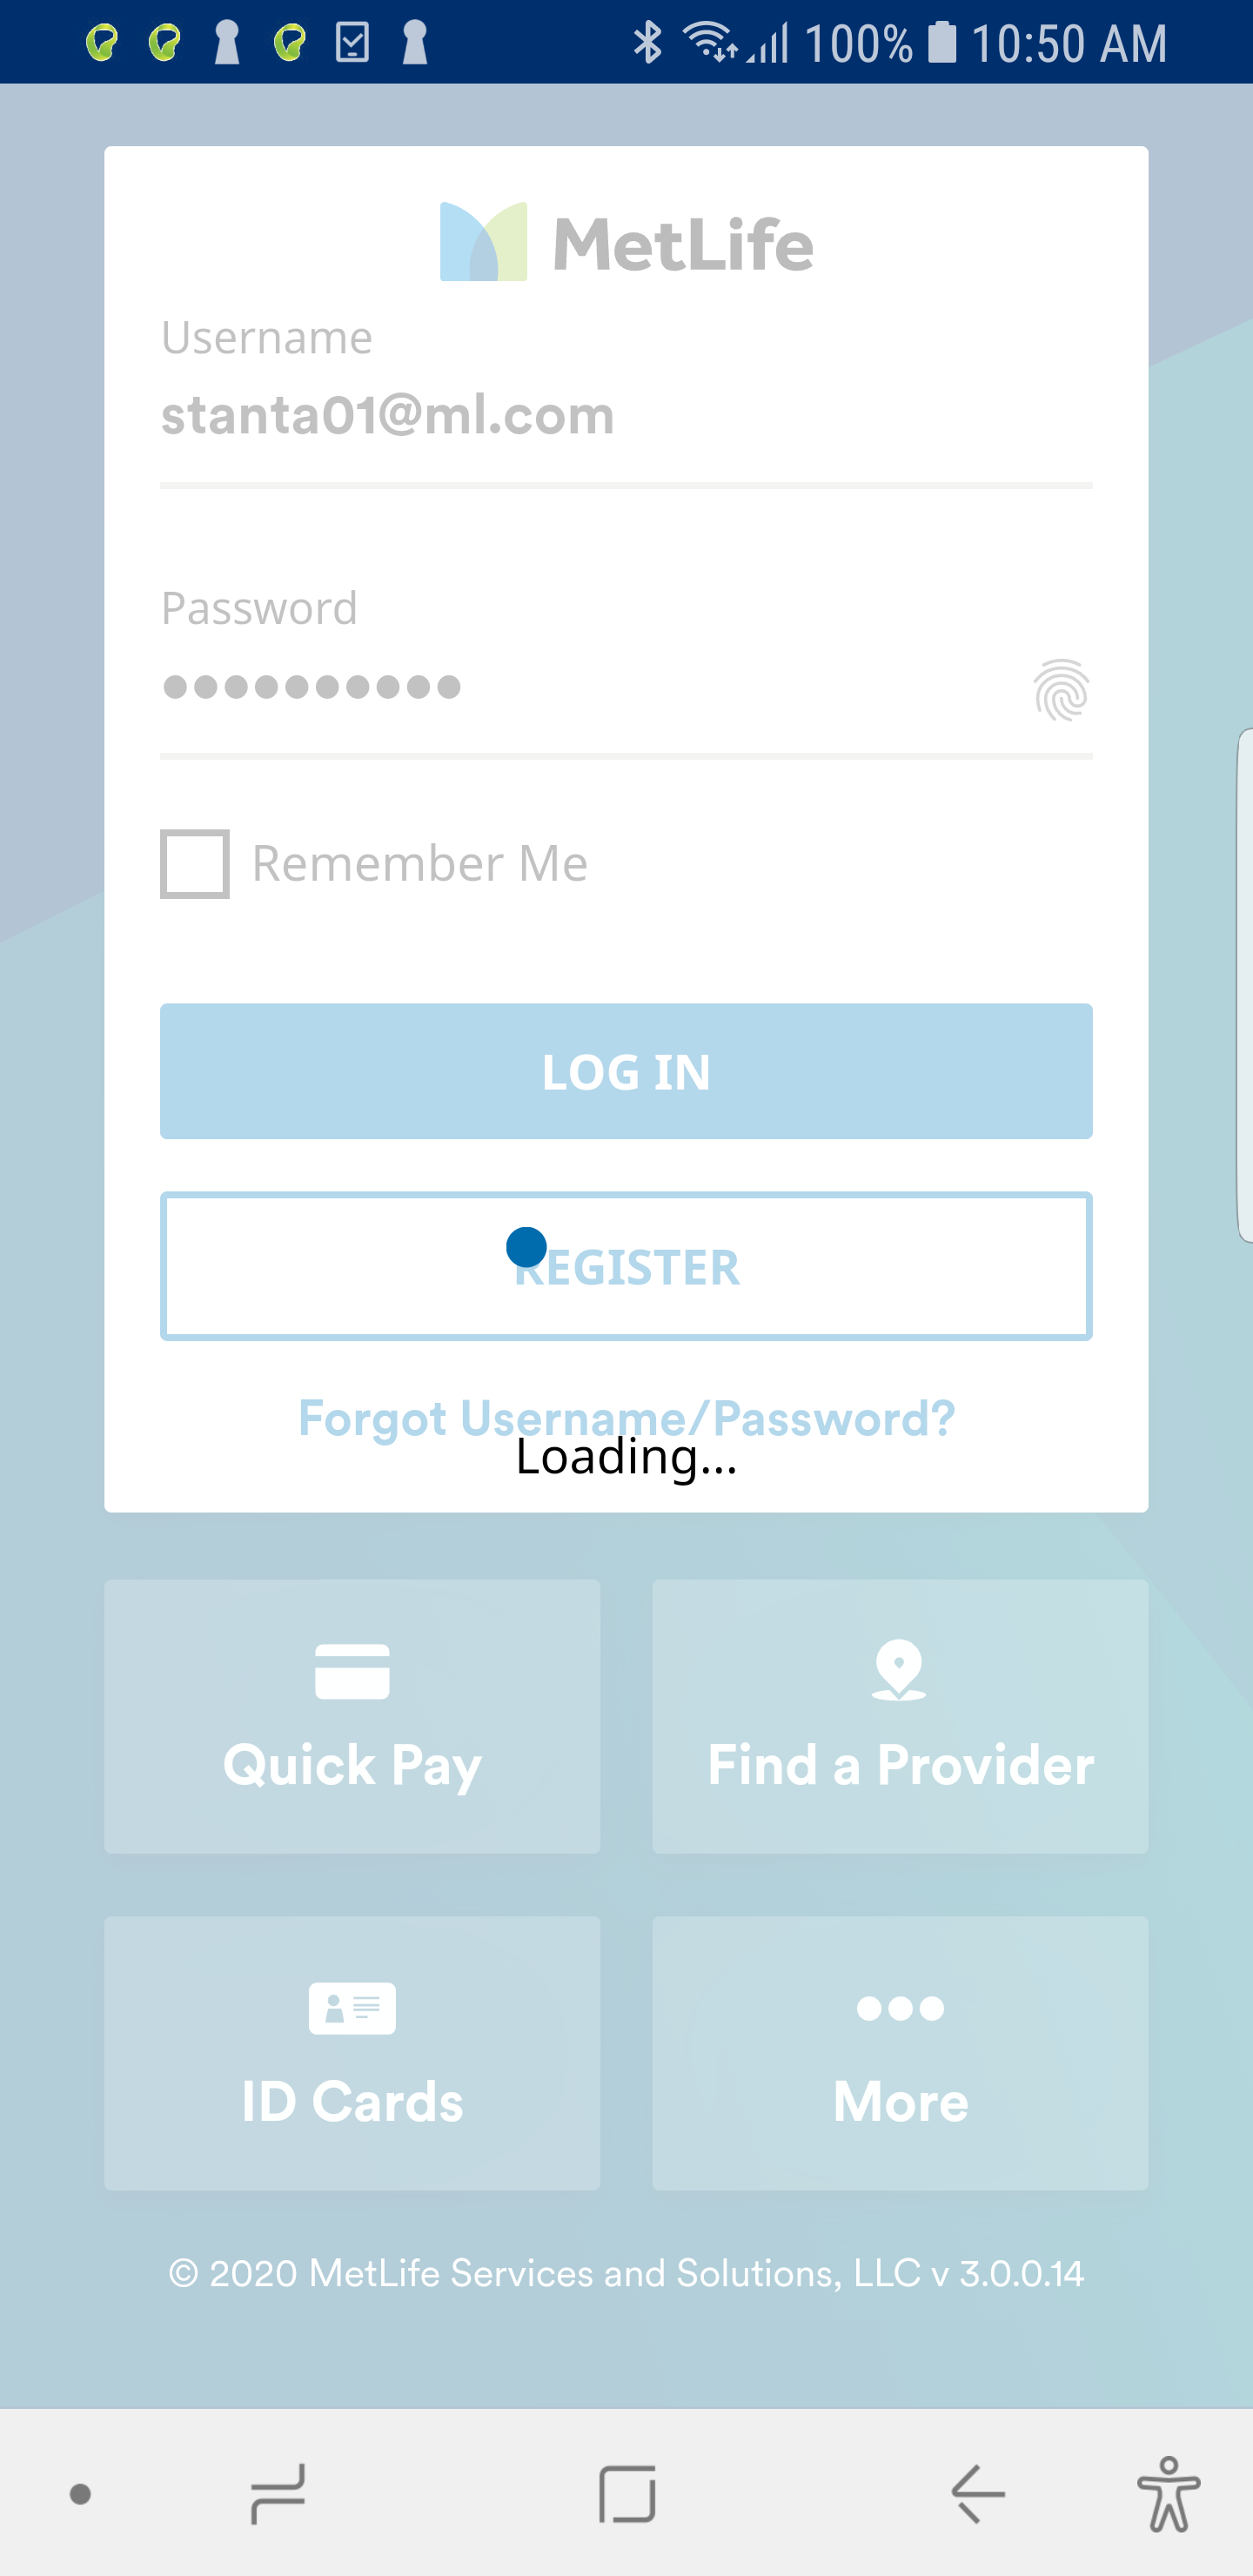 100% 10:50 AM
MetLife
Username
stanta01@ml.com
Password
Remember Me
LOG IN
REGISTER
Forgot Username/Password?
Loading...
Quick Pay
Find a Provider
ID Cards
More
© 2020 MetLife Services and Solutions, LLC v 3.0.0.14